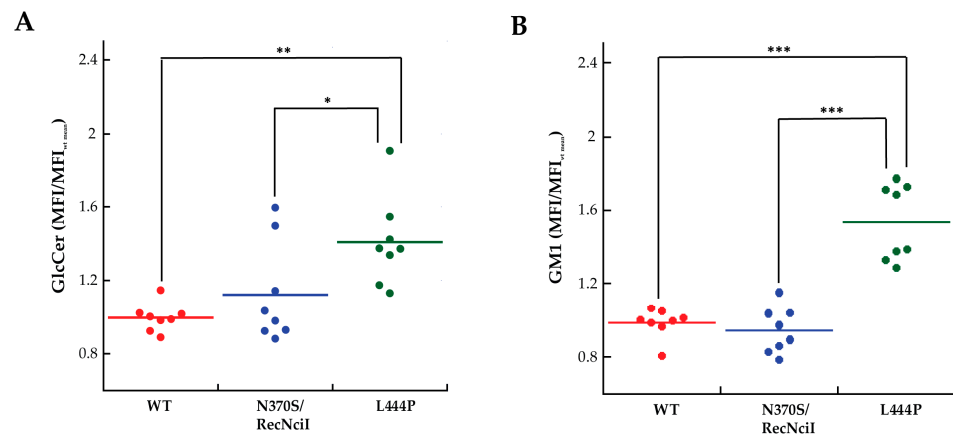 A
GlcCer (MFI/MFIwt mean)
2.4
2
1.6
1.2
0.8
**
*
WT
N370S/
RecNciI
L444P
B
GM1 (MFI/MFIwt mean)
2.4
2
1.6
1.2
0.8
***
***
WT
N370S/
RecNciI
L444P